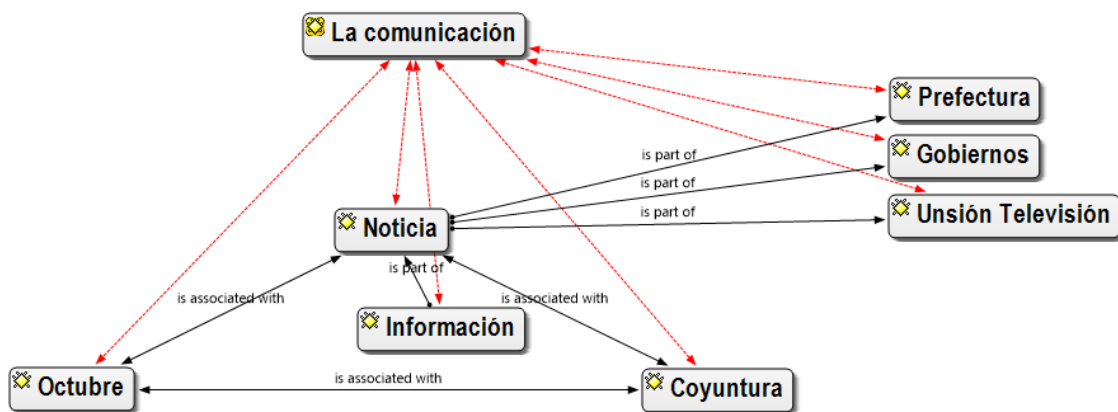 La comunicación
Prefectura
is part of
Gobiernos
is part of
Unsión Televisión
is part of
Noticia
is part of
is associated with
is associated with
Información
Octubre
is associated with
Coyuntura